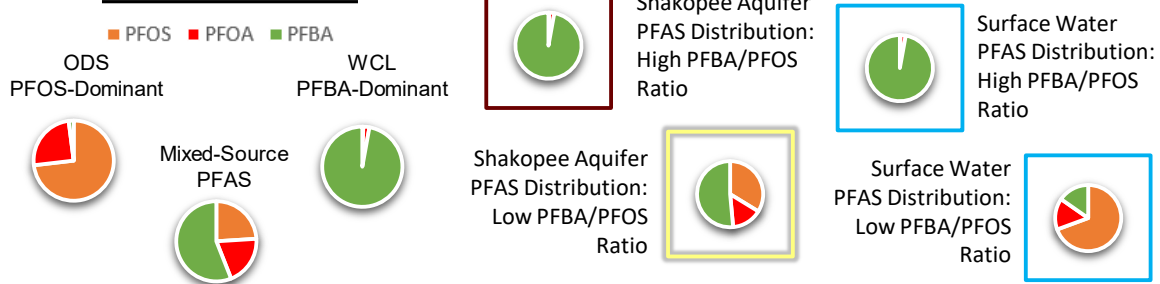 PFOS PFOA PFBA
ODS
PFOS-Dominant
WCL
PFBA-Dominant
Mixed-Source
PFAS
Shakopee Aquifer
PFAS Distribution:
High PFBA/PFOS
Ratio
Surface Water
PFAS Distribution:
High PFBA/PFOS
Ratio
Shakopee Aquifer
PFAS Distribution:
Low PFBA/PFOS
Ratio
Surface Water
PFAS Distribution:
Low PFBA/PFOS
Ratio